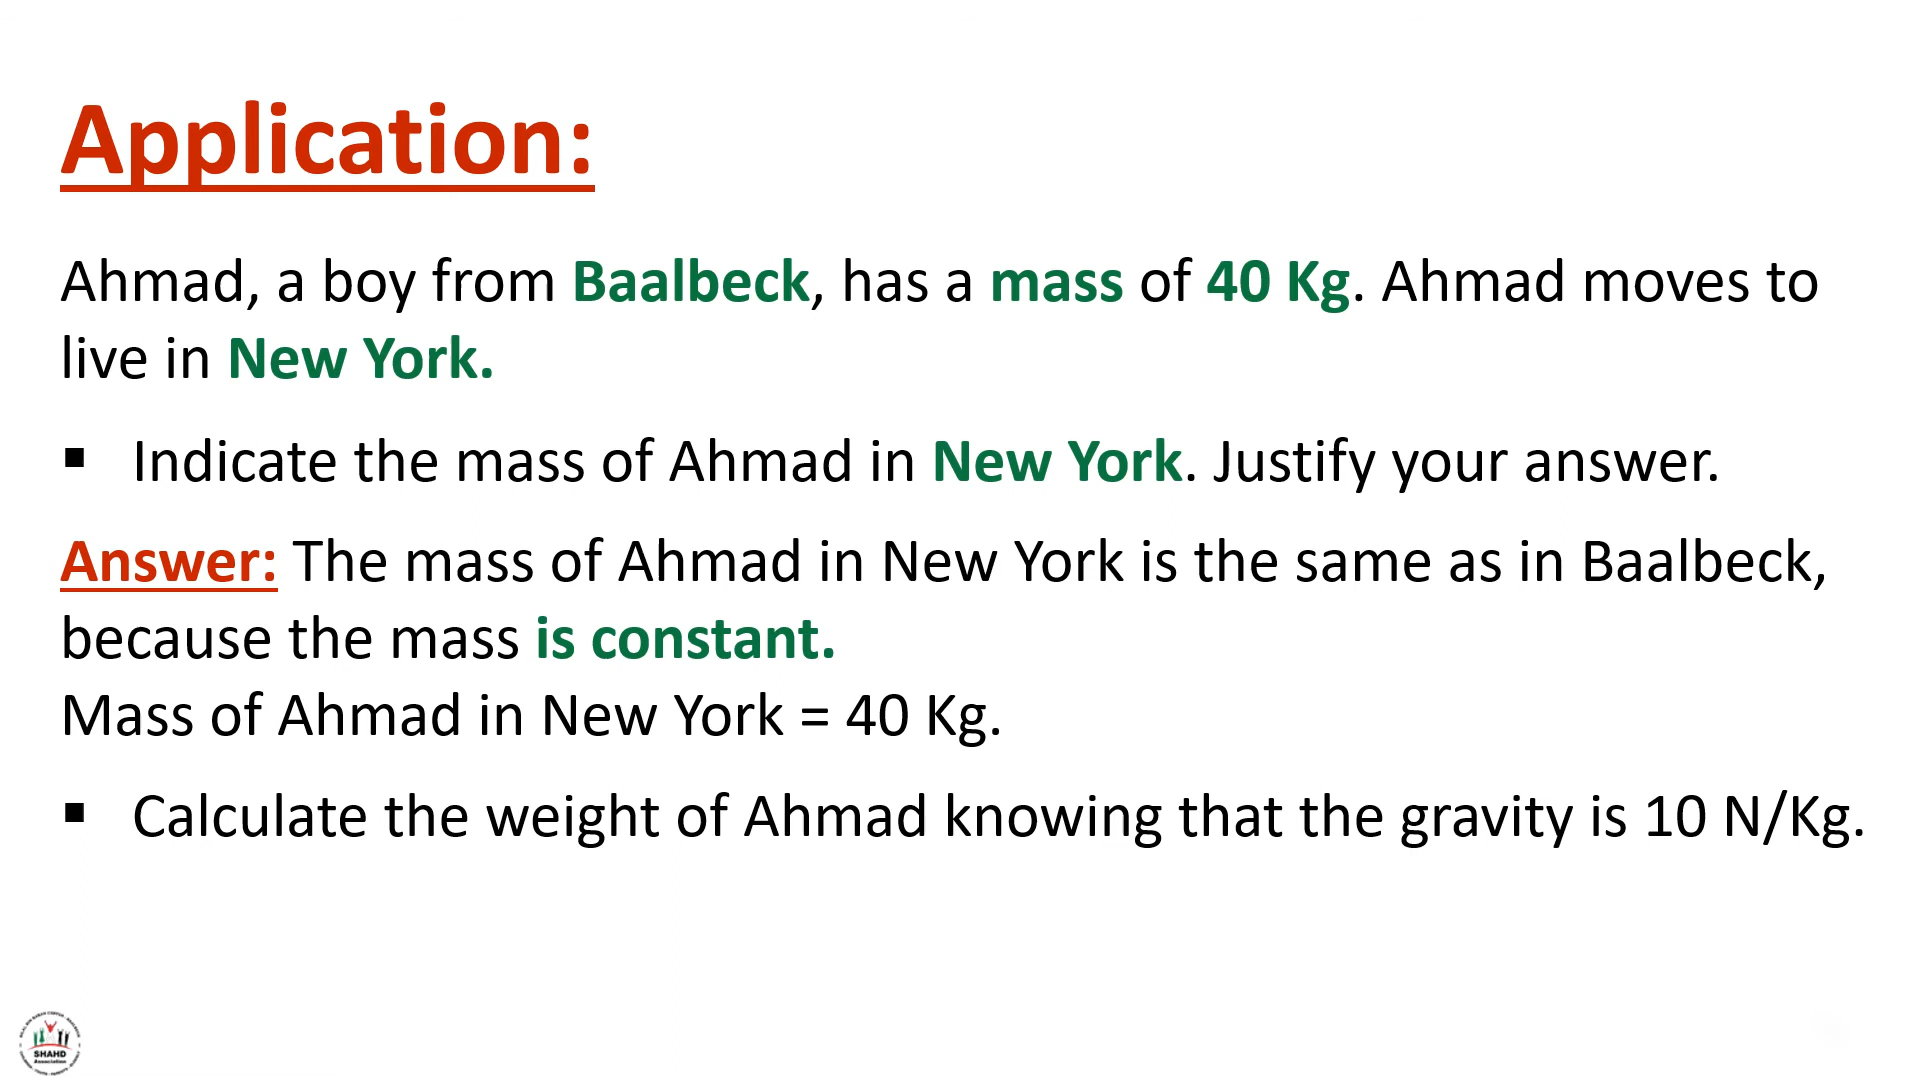 Application:
Ahmad, a boy from Baalbeck, has a mass of 40 Kg. Ahmad moves to
live in New York.
▪ Indicate the mass of Ahmad in New York. Justify your answer.
Answer: The mass of Ahmad in New York is the same as in Baalbeck,
because the mass is constant.
Mass of Ahmad in New York = 40 Kg.
▪ Calculate the weight of Ahmad knowing that the gravity is 10 N/Kg.
SHAHD
Association